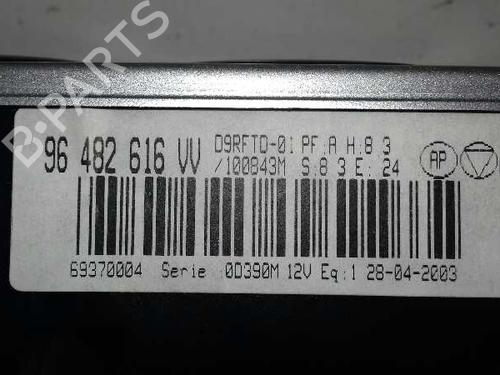 B-PARTS
96 482 616 VV D9RFTD-01 PF:A H:8 3
/100843M S:8 3 E: 24
AP
69370004 Serie :0D390M 12V Eq:1 28-04-2003